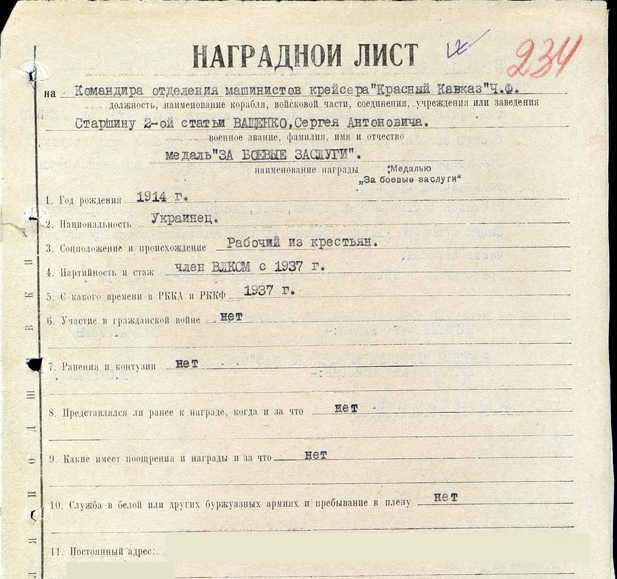 НАГРАДНОЙ ЛИСТ
234
на Командира отделения машинистов крейсера"Красный Кавказ"Ч.Ф.
должность, наименование корабля, войсковой части, соединения, учреждения или заведения
Старшину 2-ой статьи ВАЩЕНКО,Сергея Антоновича.
военное звание, фамилия, имя и отчество
медаль"ЗА БОЕВЫЕ ЗАСЛУГИ".
наименование награды
Медалью
„За боевые заслуги"
1. Год рождения 1914 г.
2. Национальность Украинец.
3. Соцположение и происхождение Рабочий из крестьян.
4. Партийность и стаж член ВЛКСМ с 1937 г.
5. С какого времени в РККА и РККФ 1937 г.
6. Участие в гражданской войне нет
7. Ранения и контузии нет
8. Представлялся ли ранее к награде, когда и за что нет
9. Какие имеет поощрения и награды и за что нет
10. Служба в белой или других буржуазных армиях и пребывание в плену нет
11. Постоянный адрес: